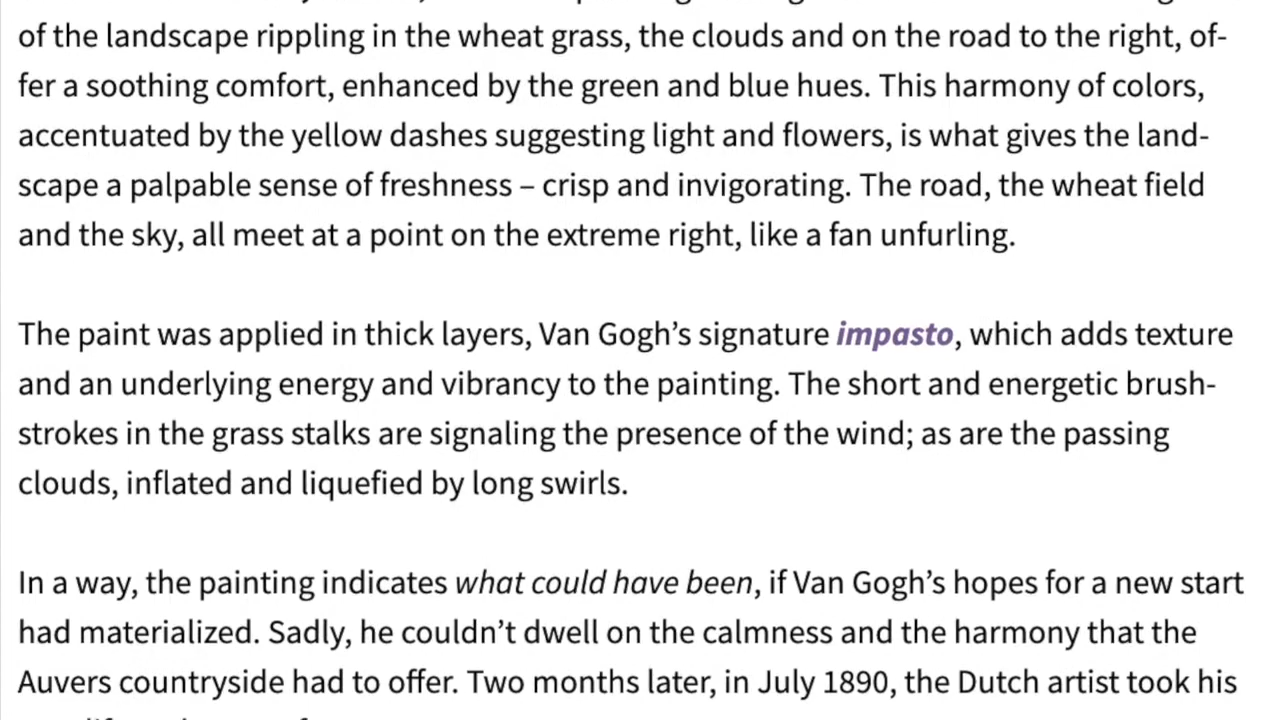 of the landscape rippling in the wheat grass, the clouds and on the road to the right, of-
fer a soothing comfort, enhanced by the green and blue hues. This harmony of colors,
accentuated by the yellow dashes suggesting light and flowers, is what gives the land-
scape a palpable sense of freshness – crisp and invigorating. The road, the wheat field
and the sky, all meet at a point on the extreme right, like a fan unfurling.
The paint was applied in thick layers, Van Gogh’s signature impasto, which adds texture
and an underlying energy and vibrancy to the painting. The short and energetic brush-
strokes in the grass stalks are signaling the presence of the wind; as are the passing
clouds, inflated and liquefied by long swirls.
In a way, the painting indicates what could have been, if Van Gogh’s hopes for a new start
had materialized. Sadly, he couldn’t dwell on the calmness and the harmony that the
Auvers countryside had to offer. Two months later, in July 1890, the Dutch artist took his